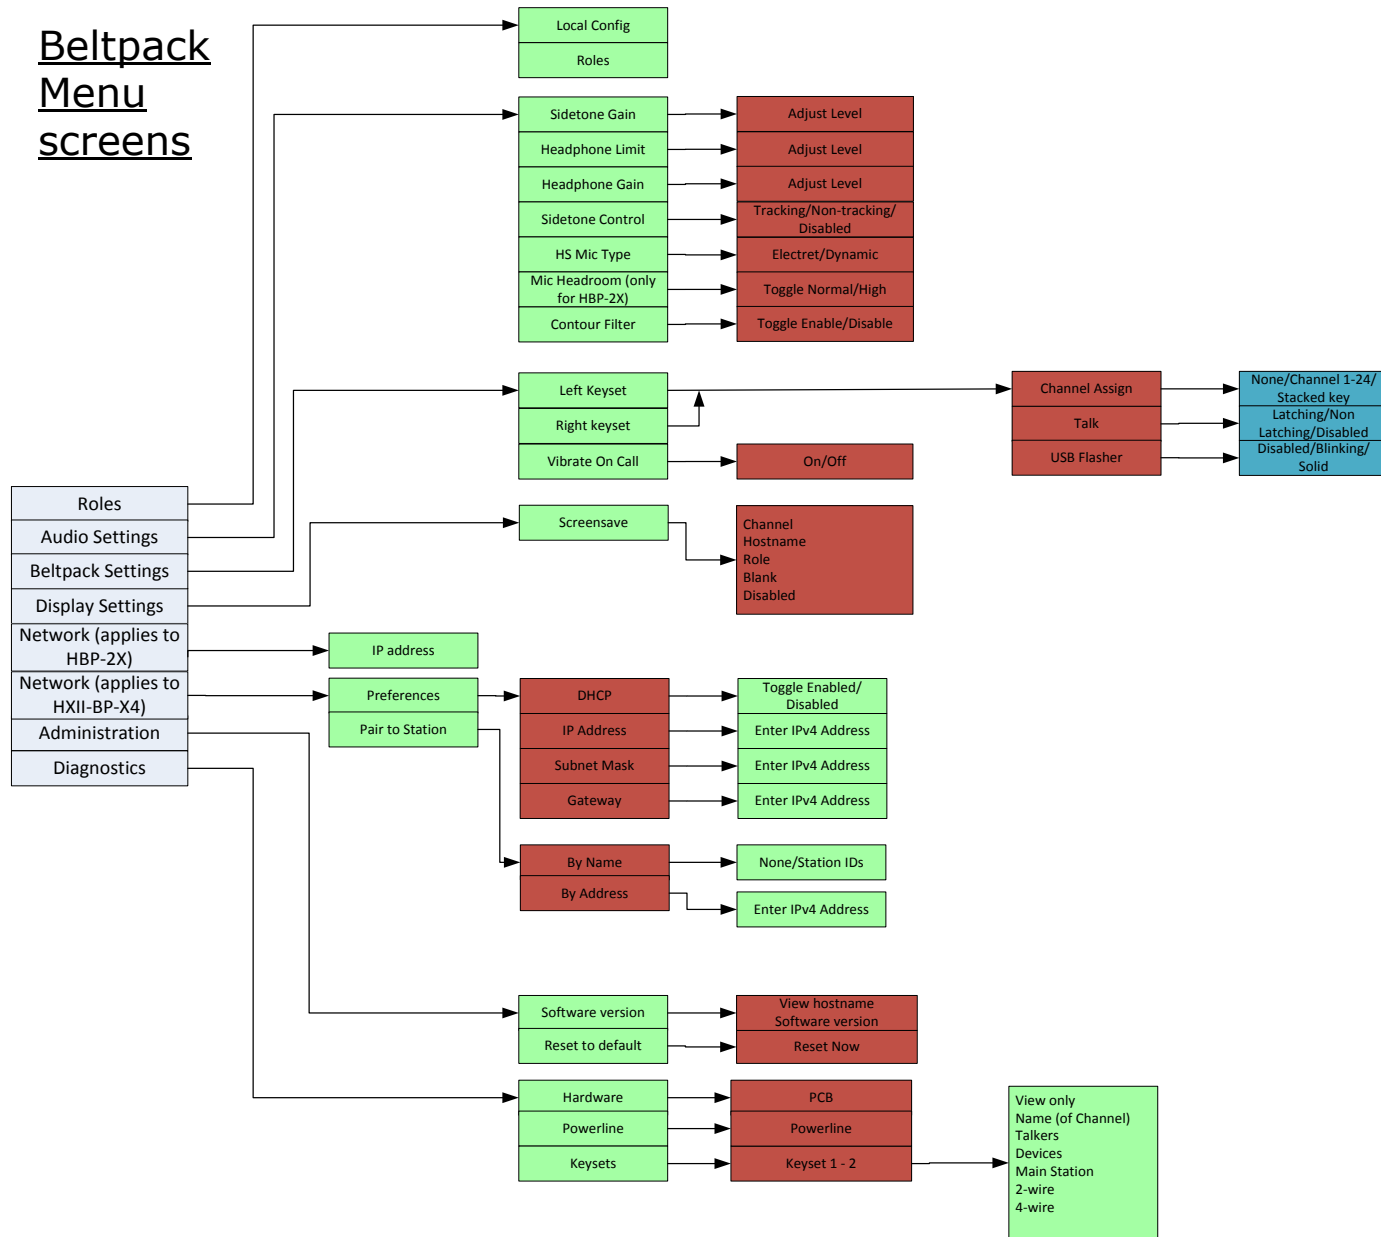 Beltpack
Menu
screens
Local Config
Roles
Sidetone Gain
Adjust Level
Headphone Limit
Adjust Level
Headphone Gain
Adjust Level
Sidetone Control
Tracking/Non-tracking/
Disabled
HS Mic Type
Electret/Dynamic
Mic Headroom (only
for HBP-2X)
Toggle Normal/High
Contour Filter
Toggle Enable/Disable
Left Keyset
Right keyset
Vibrate On Call
On/Off
Channel Assign
None/Channel 1-24/
Stacked key
Talk
Latching/Non
Latching/Disabled
USB Flasher
Disabled/Blinking/
Solid
Roles
Audio Settings
Beltpack Settings
Display Settings
Network (applies to
HBP-2X)
Network (applies to
HXII-BP-X4)
Administration
Diagnostics
Screensave
Channel
Hostname
Role
Blank
Disabled
IP address
Preferences
Pair to Station
DHCP
Toggle Enabled/
Disabled
IP Address
Enter IPv4 Address
Subnet Mask
Enter IPv4 Address
Gateway
Enter IPv4 Address
By Name
None/Station IDs
By Address
Enter IPv4 Address
Software version
View hostname
Software version
Reset to default
Reset Now
Hardware
PCB
Powerline
Powerline
Keysets
Keyset 1 - 2
View only
Name (of Channel)
Talkers
Devices
Main Station
2-wire
4-wire